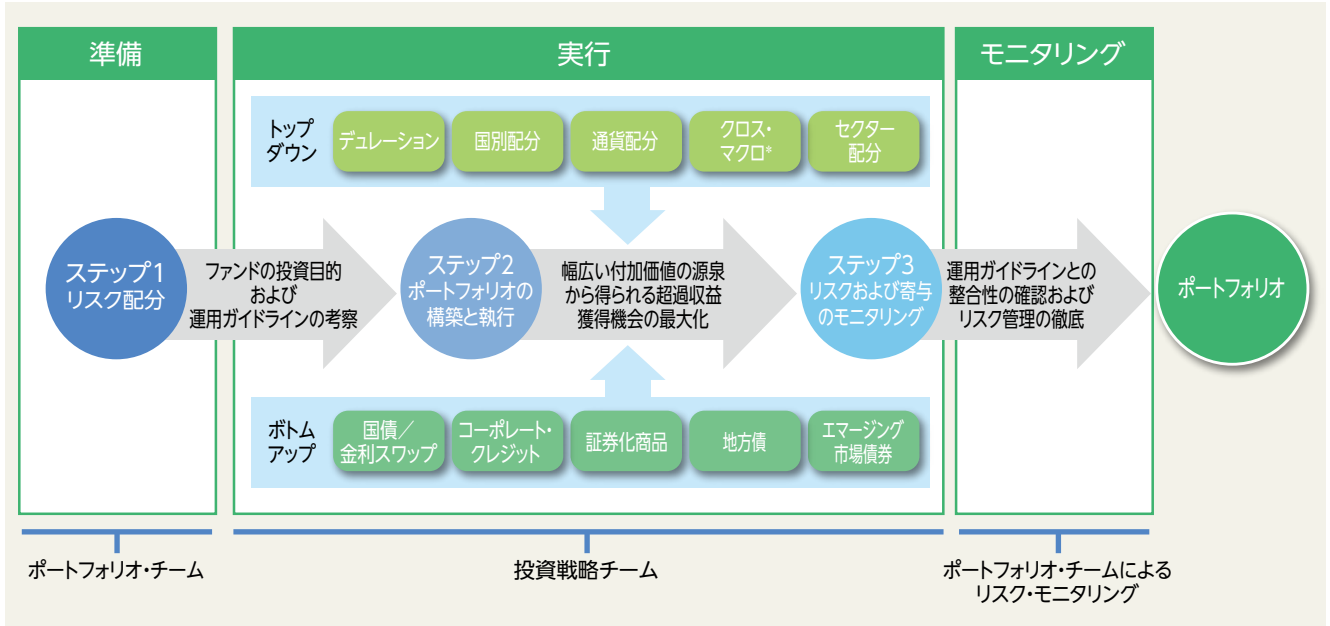 準備
実行
モニタリング
トップ
ダウン
デュレーション
国別配分
通貨配分
クロス・
マクロ*
セクター
配分
ステップ1
リスク配分
ファンドの投資目的
および
運用ガイドラインの考察
ステップ2
ポートフォリオの
構築と執行
幅広い付加価値の源泉
から得られる超過収益
獲得機会の最大化
ステップ3
リスクおよび寄与
のモニタリング
運用ガイドラインとの
整合性の確認および
リスク管理の徹底
ポートフォリオ
ボトム
アップ
国債／
金利スワップ
コーポレート・
クレジット
証券化商品
地方債
エマージング
市場債券
ポートフォリオ・チーム
投資戦略チーム
ポートフォリオ・チームによる
リスク・モニタリング